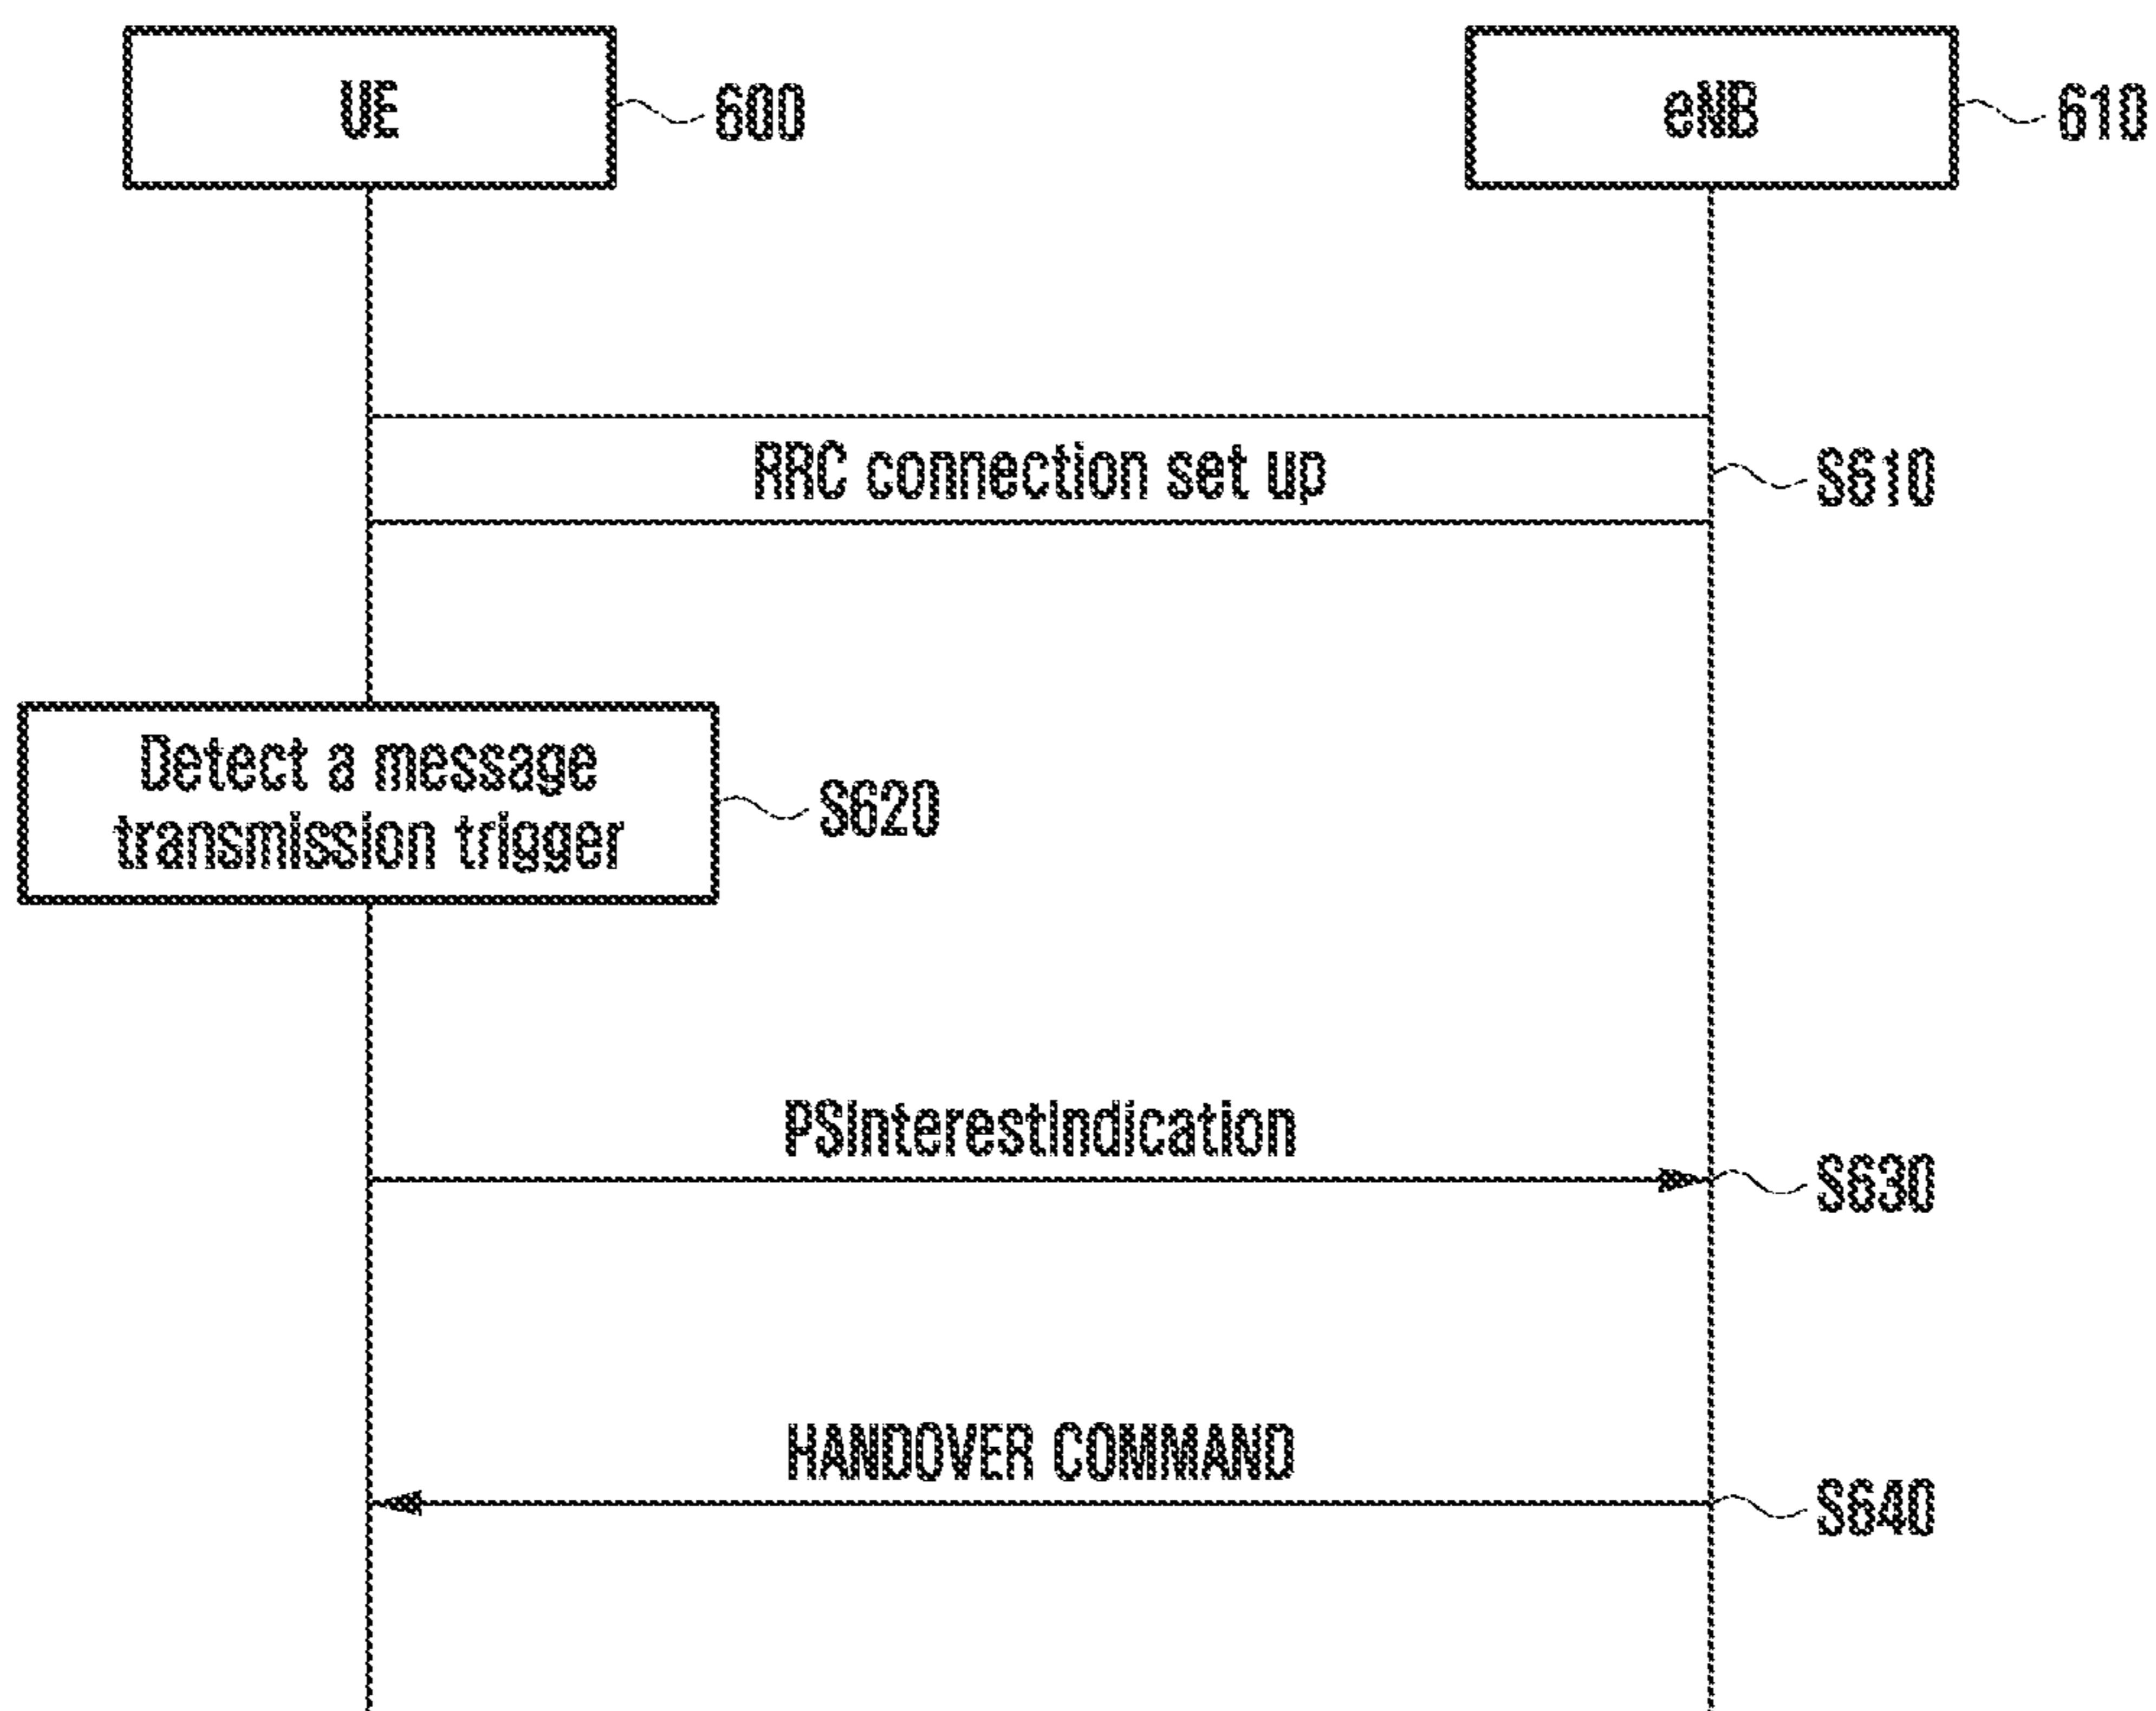 UE
600
eNB
610
RRC connection set up
S610
Detect a message
transmission trigger
S620
PSInterestIndication
S630
HANDOVER COMMAND
S640